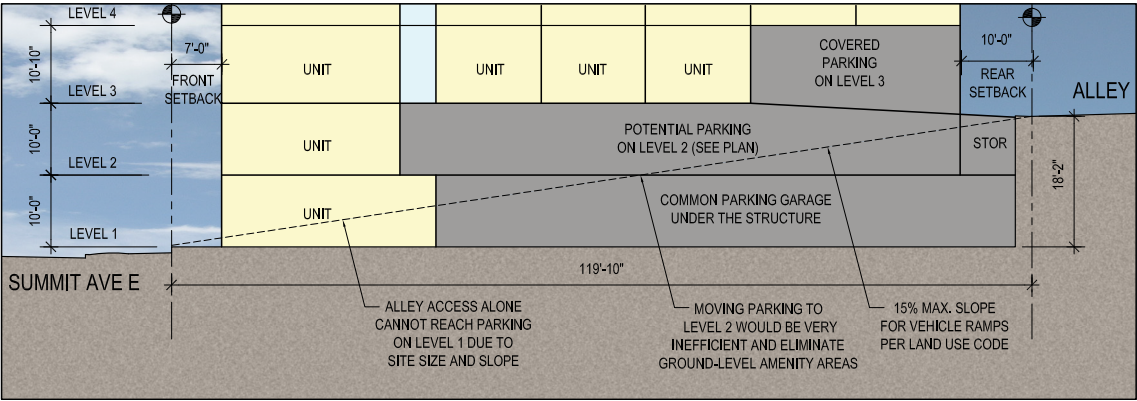 LEVEL 4
7'-0"
10'-10"
FRONT
SETBACK
UNIT
UNIT
UNIT
UNIT
COVERED
PARKING
ON LEVEL 3
10'-0"
REAR
SETBACK
ALLEY
LEVEL 3
10'-0"
UNIT
POTENTIAL PARKING
ON LEVEL 2 (SEE PLAN)
STOR
18'-2"
LEVEL 2
10'-0"
UNIT
COMMON PARKING GARAGE
UNDER THE STRUCTURE
LEVEL 1
SUMMIT AVE E
119'-10"
ALLEY ACCESS ALONE
CANNOT REACH PARKING
ON LEVEL 1 DUE TO
SITE SIZE AND SLOPE
MOVING PARKING TO
LEVEL 2 WOULD BE VERY
INEFFICIENT AND ELIMINATE
GROUND-LEVEL AMENITY AREAS
15% MAX. SLOPE
FOR VEHICLE RAMPS
PER LAND USE CODE